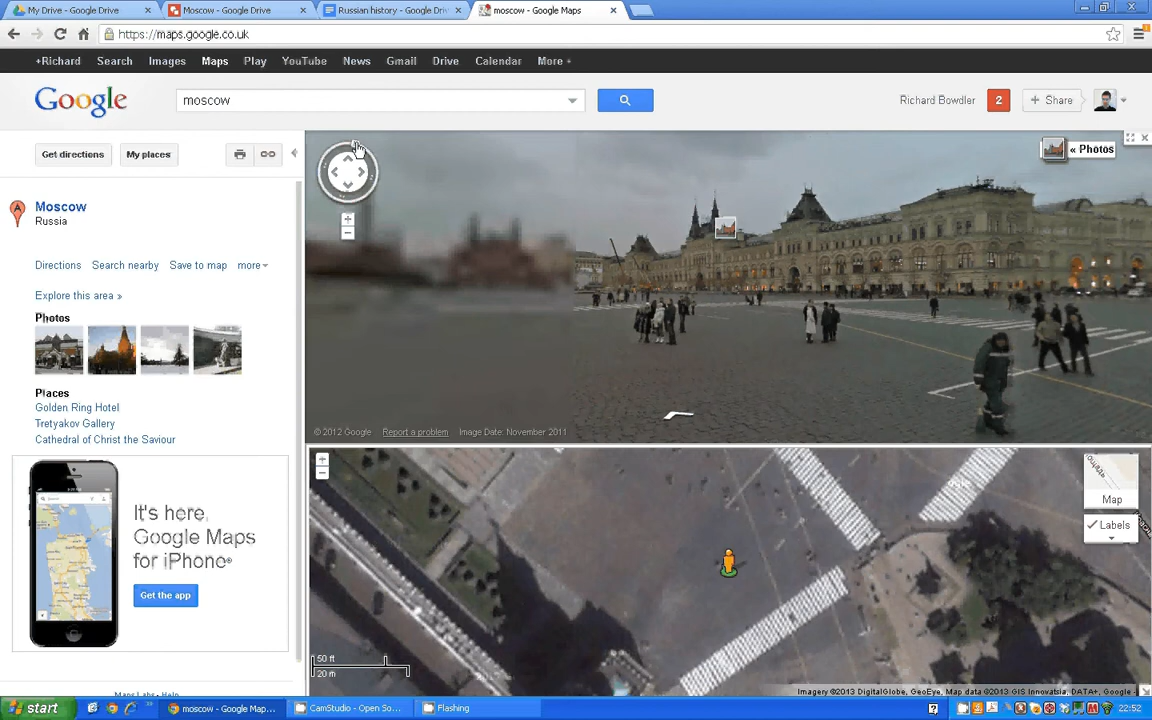 My Drive - Google Drive
Moscow - Google Drive
Russian history - Google Driv
moscow - Google Maps
https://maps.google.co.uk
+Richard Search Images Maps Play YouTube News Gmail Drive Calendar More
Google
moscow
Richard Bowdler
2
+ Share
Get directions
My places
« Photos
A
Moscow
Russia
Directions Search nearby Save to map more
Explore this area »
Photos
Places
Golden Ring Hotel
Tretyakov Gallery
Cathedral of Christ the Saviour
It's here.
Google Maps
for iPhone®
Get the app
Maps Labs - Help
© 2012 Google Report a problem Image Date: November 2011
Map
Labels
50 ft
20 m
Imagery ©2013 DigitalGlobe, GeoEye, Map data ©2013 GIS Innovatsia, DATA+, Google -
start
moscow - Google Map...
CamStudio - Open So...
Flashing
22:52